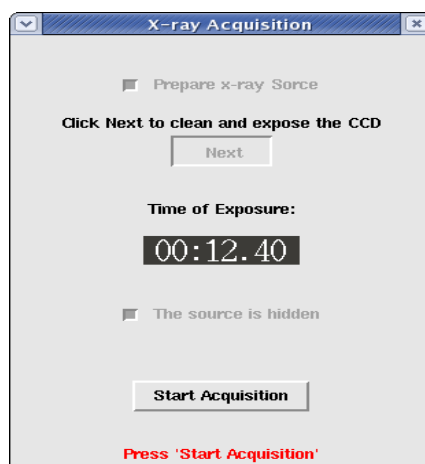 X-ray Acquisition
Prepare x-ray Sorce
Click Next to clean and expose the CCD
Next
Time of Exposure:
00:12.40
The source is hidden
Start Acquisition
Press 'Start Acquisition'